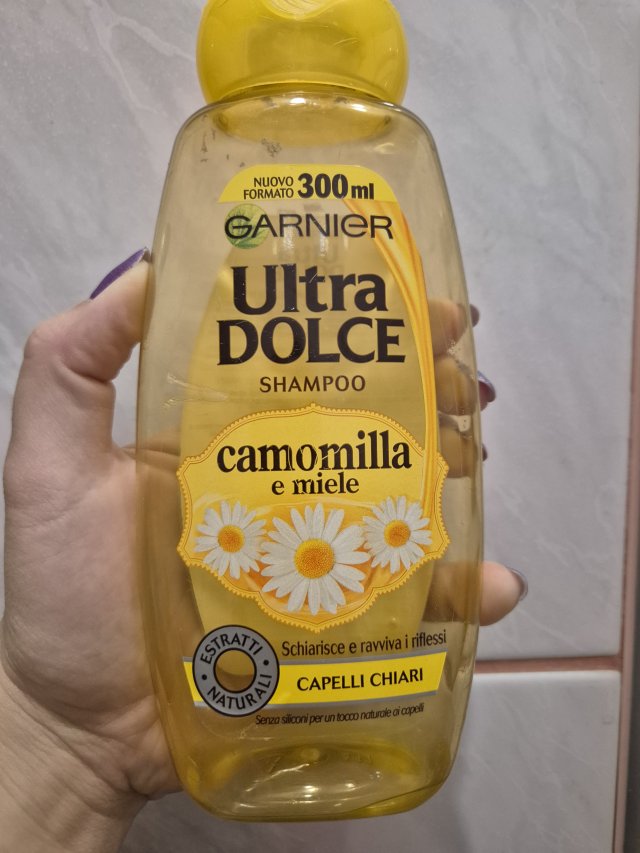 NUOVO
FORMATO 300ml
GARNIER
Ultra
DOLCE
SHAMPOO
camomilla
e miele
Schiarisce e ravviva i riflessi
ESTRATTI
NATURALI
CAPELLI CHIARI
Senza siliconi per un tocco naturale ai capelli